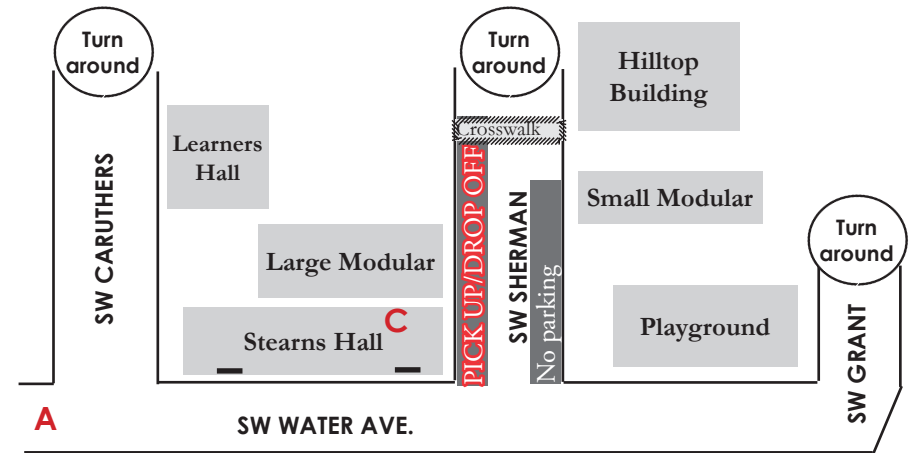 Turn
around
Turn
around
Hilltop
Building
Crosswalk
Learners
Hall
SW CARUTHERS
PICK UP/DROP OFF
SW SHERMAN
No parking
Small Modular
Turn
around
Large Modular
C
Stearns Hall
Playground
SW GRANT
A
SW WATER AVE.